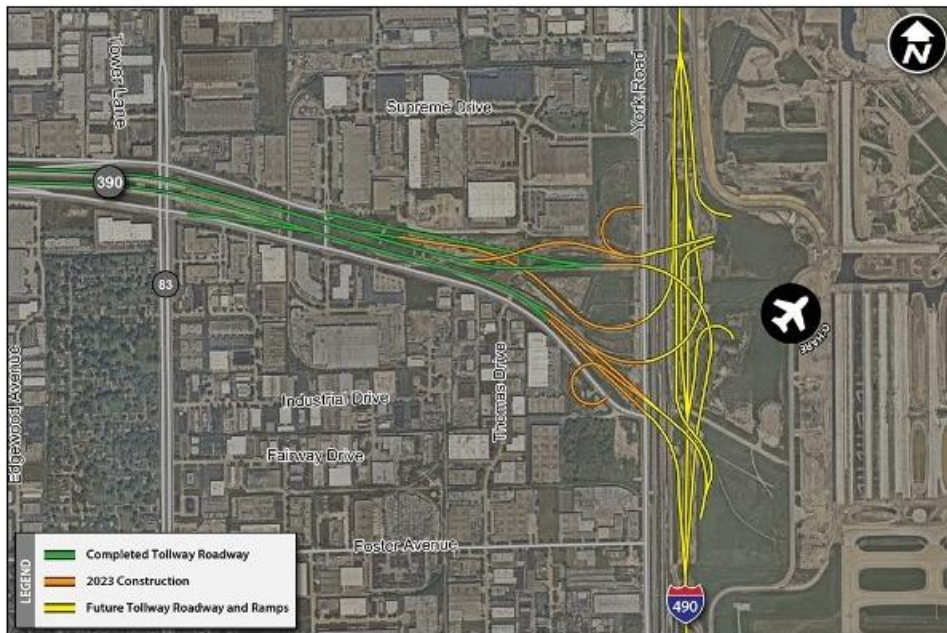 N
Tower Lane
Supreme Drive
York Road
390
83
O'HARE
Edgewood Avenue
Industrial Drive
Thomas Drive
Fairway Drive
Foster Avenue
LEGEND
Completed Tollway Roadway
2023 Construction
Future Tollway Roadway and Ramps
490